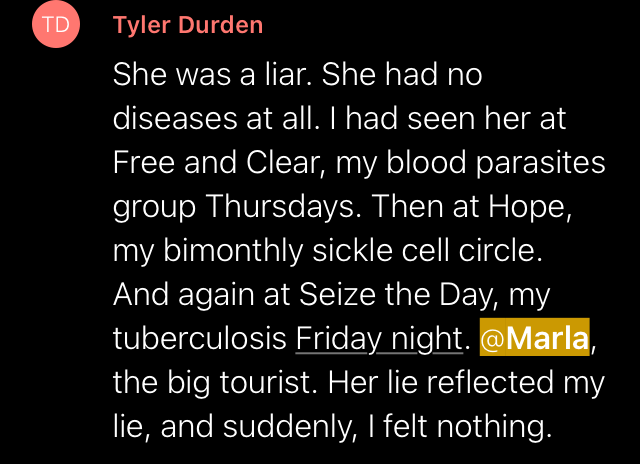 TD
Tyler Durden
She was a liar. She had no
diseases at all. I had seen her at
Free and Clear, my blood parasites
group Thursdays. Then at Hope,
my bimonthly sickle cell circle.
And again at Seize the Day, my
tuberculosis Friday night. @Marla,
the big tourist. Her lie reflected my
lie, and suddenly, I felt nothing.